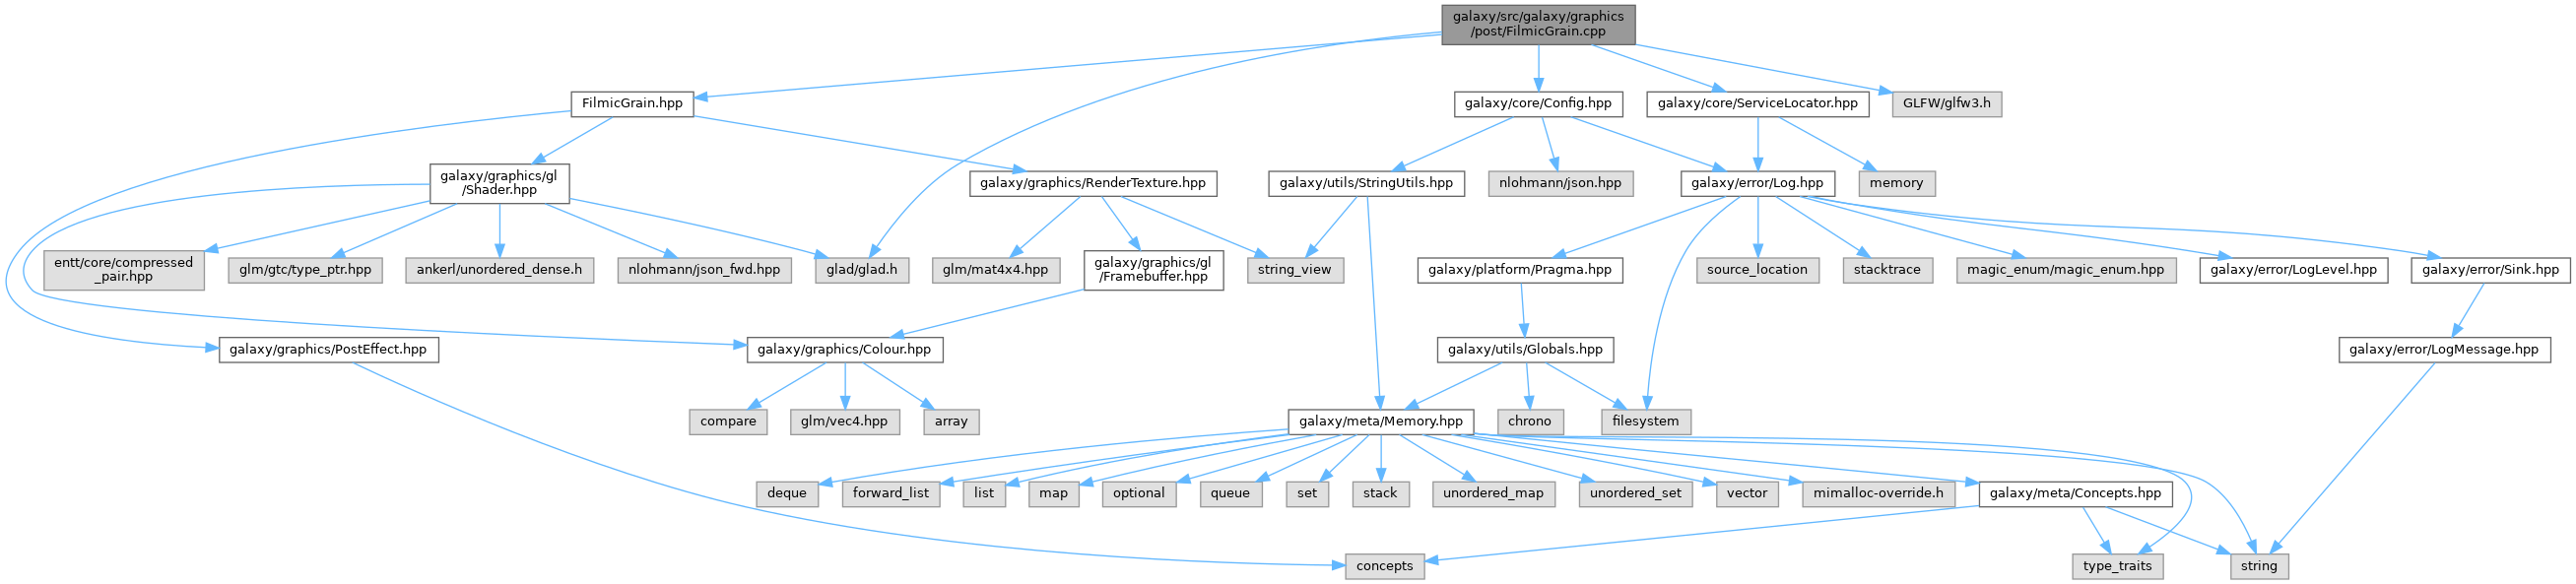 galaxy/src/galaxy/graphics
/post/FilmicGrain.cpp
FilmicGrain.hpp
galaxy/core/Config.hpp
galaxy/core/ServiceLocator.hpp
GLFW/glfw3.h
galaxy/graphics/gl
/Shader.hpp
galaxy/graphics/RenderTexture.hpp
galaxy/utils/StringUtils.hpp
nlohmann/json.hpp
galaxy/error/Log.hpp
memory
entt/core/compressed
_pair.hpp
glm/gtc/type_ptr.hpp
ankerl/unordered_dense.h
nlohmann/json_fwd.hpp
glad/glad.h
glm/mat4x4.hpp
galaxy/graphics/gl
/Framebuffer.hpp
string_view
galaxy/platform/Pragma.hpp
source_location
stacktrace
magic_enum/magic_enum.hpp
galaxy/error/LogLevel.hpp
galaxy/error/Sink.hpp
galaxy/graphics/PostEffect.hpp
galaxy/graphics/Colour.hpp
galaxy/utils/Globals.hpp
galaxy/error/LogMessage.hpp
compare
glm/vec4.hpp
array
galaxy/meta/Memory.hpp
chrono
filesystem
deque
forward_list
list
map
optional
queue
set
stack
unordered_map
unordered_set
vector
mimalloc-override.h
galaxy/meta/Concepts.hpp
concepts
type_traits
string